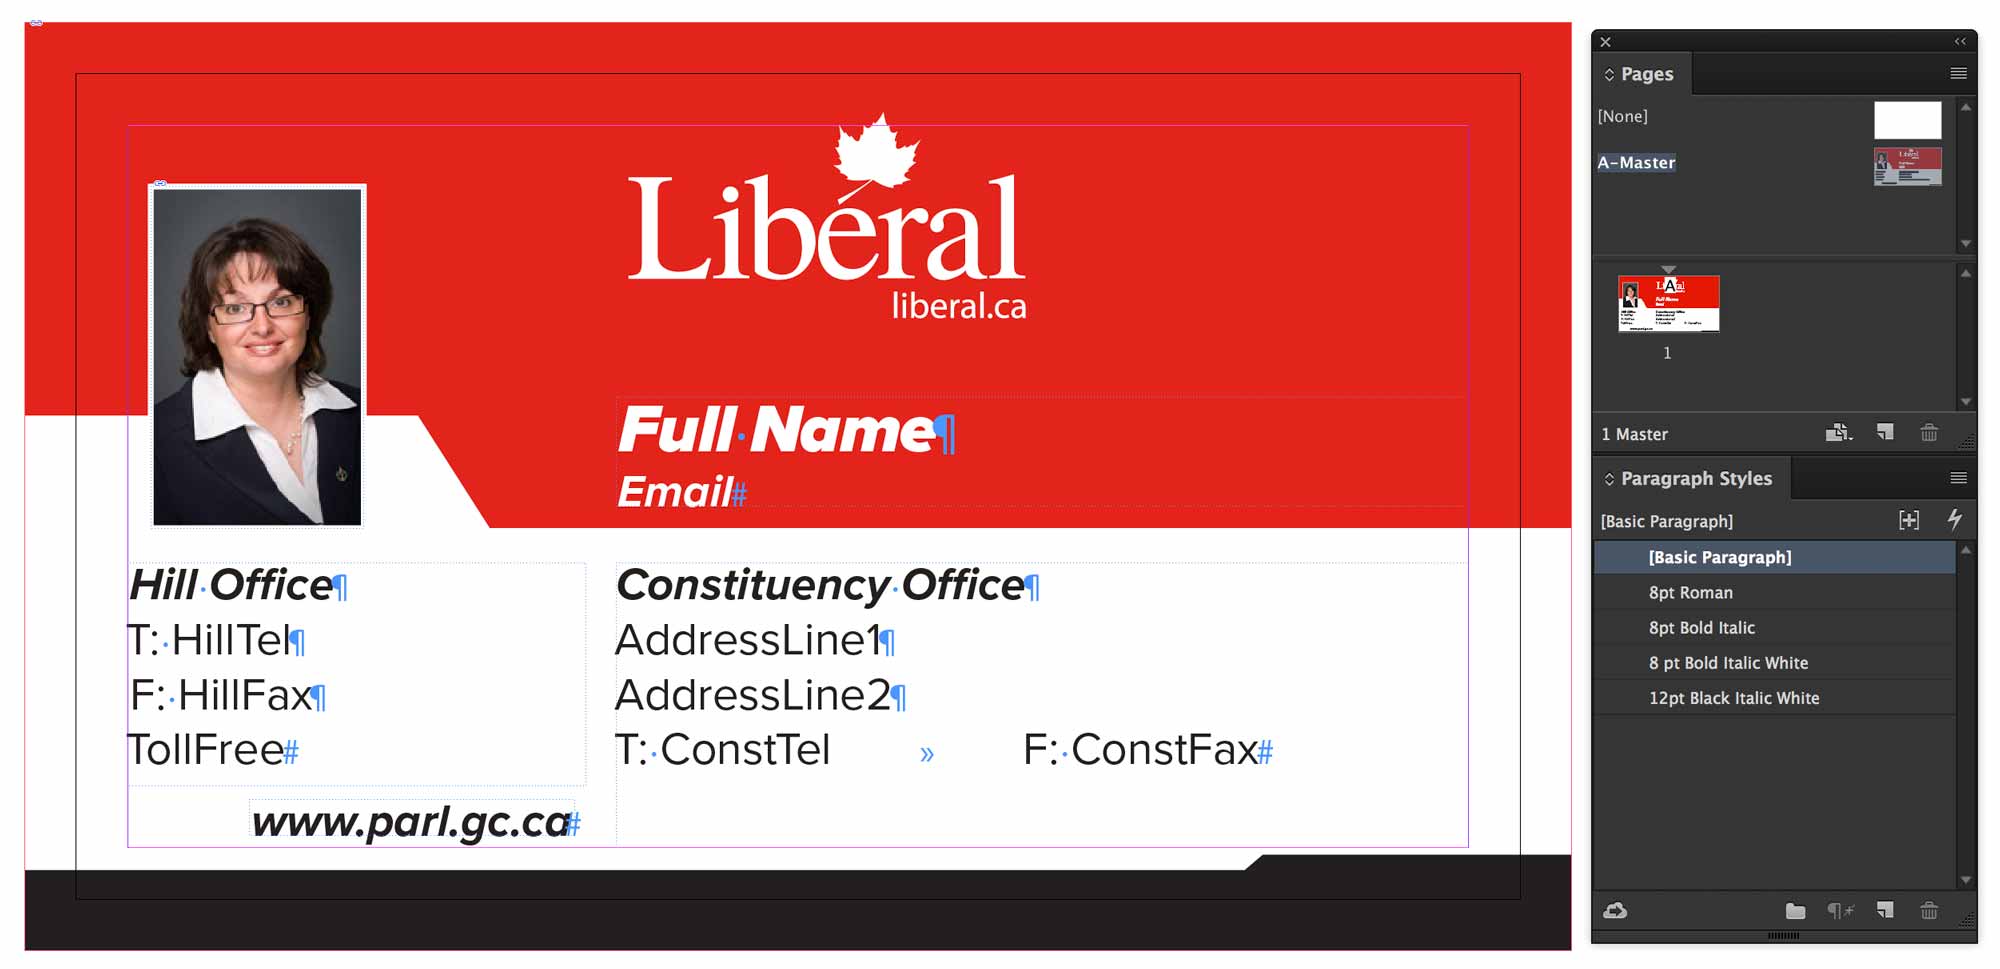 Libéral
liberal.ca
Full Name¶
Email#
Hill Office¶
T: HillTel¶
F: HillFax¶
TollFree#
www.parl.gc.ca#
Constituency Office¶
AddressLine1¶
AddressLine2¶
T: ConstTel » F: ConstFax#
Pages
[None]
A-Master
A
1
1 Master
Paragraph Styles
[Basic Paragraph]
[Basic Paragraph]
8pt Roman
8pt Bold Italic
8 pt Bold Italic White
12pt Black Italic White